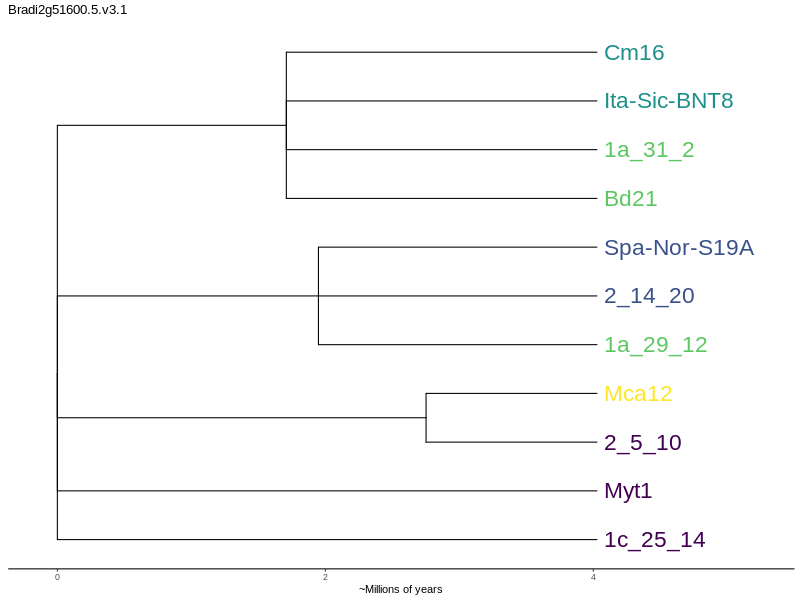 Bradi2g51600.5.v3.1
Cm16
Ita-Sic-BNT8
1a_31_2
Bd21
Spa-Nor-S19A
2_14_20
1a_29_12
Mca12
2_5_10
Myt1
1c_25_14
0 2 4
~Millions of years